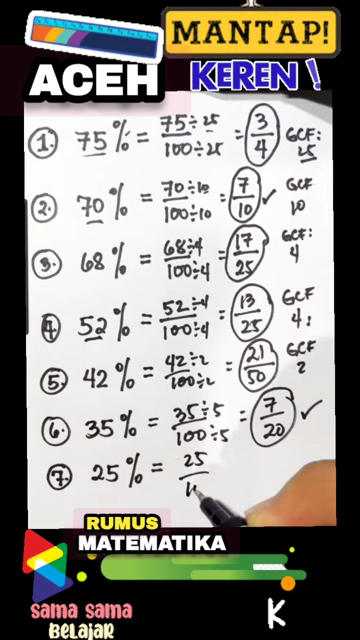 MANTAP!
ACEH KEREN!
1. 75% = 75÷25/100÷25 = 3/4 GCF: 25
2. 70% = 70÷10/100÷10 = 7/10 ✓ GCF 10
3. 68% = 68÷4/100÷4 = 17/25 GCF: 4
4. 52% = 52÷4/100÷4 = 13/25 GCF 4:
5. 42% = 42÷2/100÷2 = 21/50 GCF 2
6. 35% = 35÷5/100÷5 = 7/20 ✓
7. 25% = 25/1
RUMUS
MATEMATIKA
sama sama
BELAJAR
K